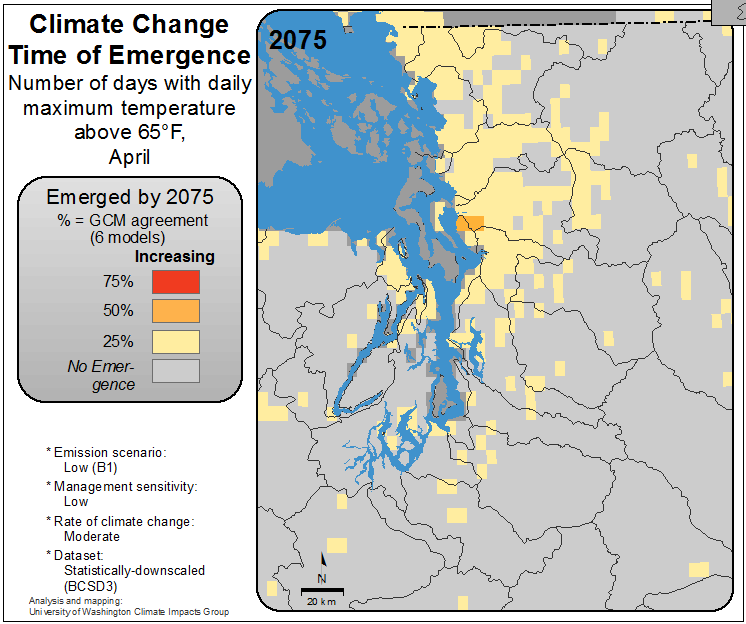 Climate Change
Time of Emergence
Number of days with daily
maximum temperature
above 65°F,
April
Emerged by 2075
% = GCM agreement
(6 models)
Increasing
75%
50%
25%
No Emer-
gence
* Emission scenario:
Low (B1)
* Management sensitivity:
Low
* Rate of climate change:
Moderate
* Dataset:
Statistically-downscaled
(BCSD3)
Analysis and mapping:
University of Washington Climate Impacts Group
2075
N
20 km